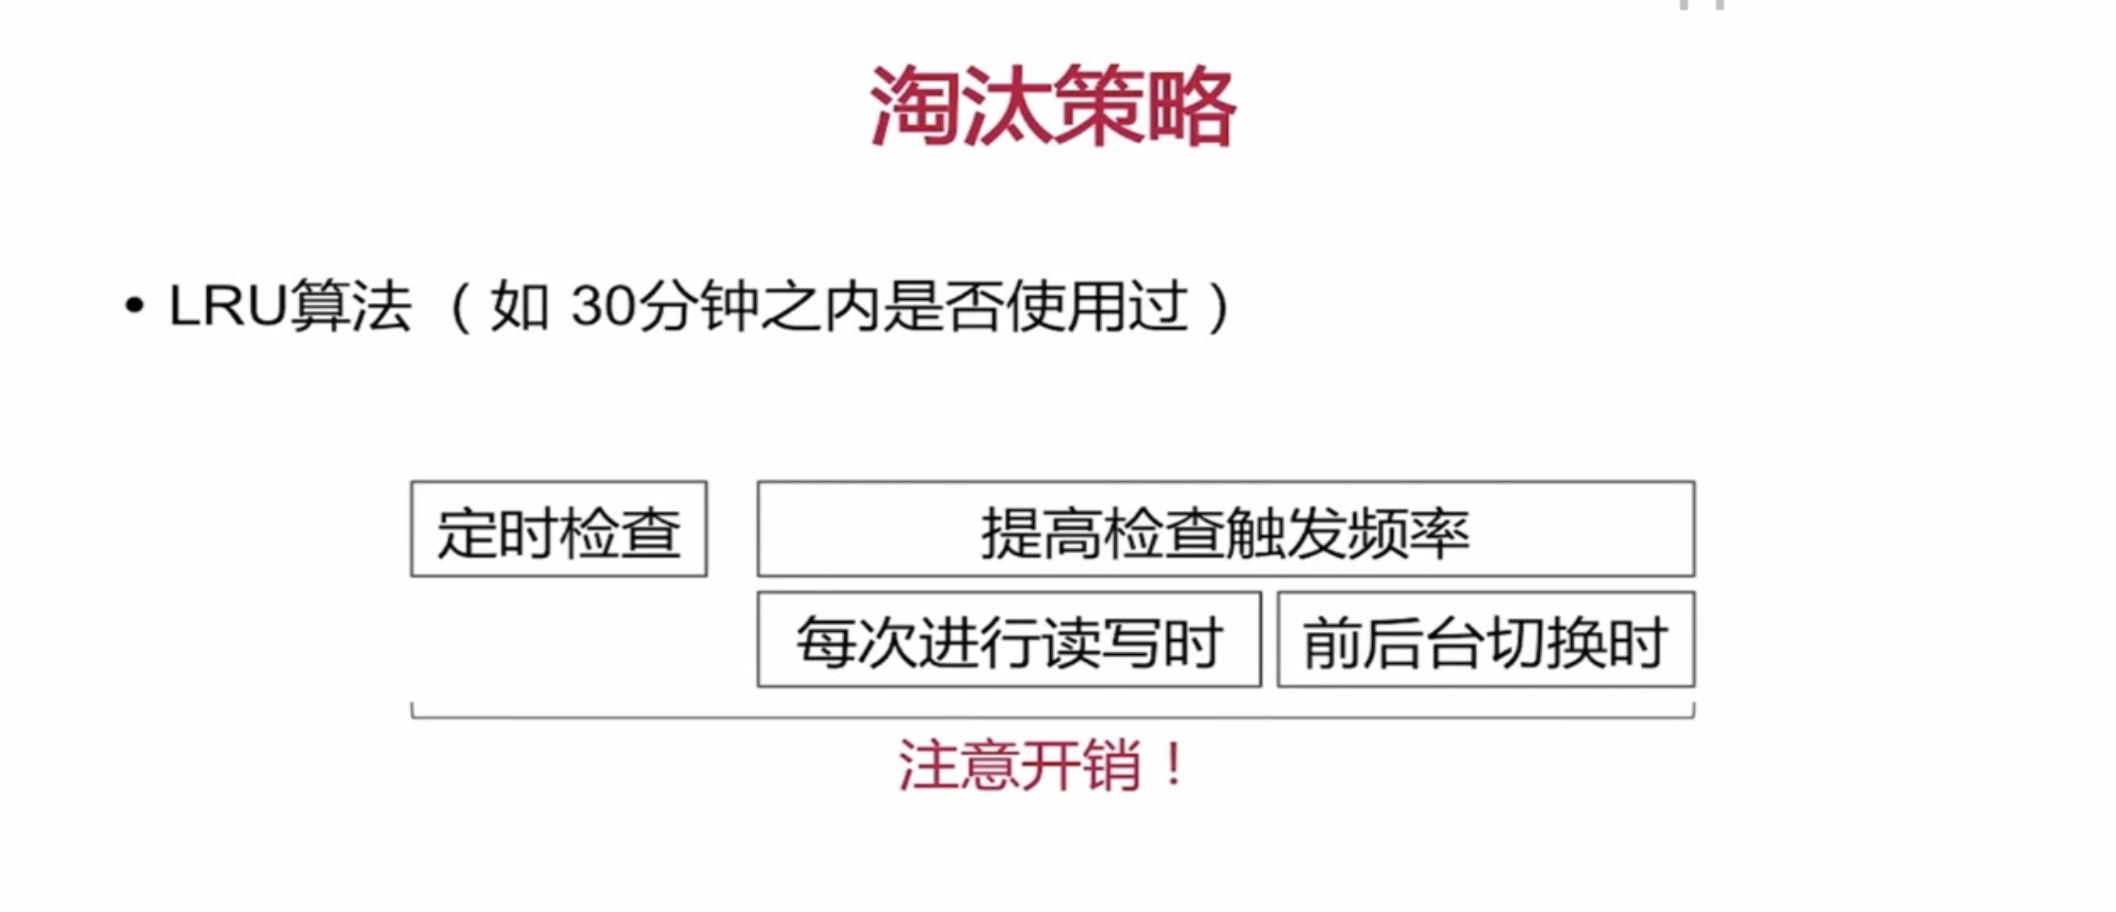 淘汰策略
• LRU算法（如 30分钟之内是否使用过）
定时检查
提高检查触发频率
每次进行读写时
前后台切换时
注意开销！